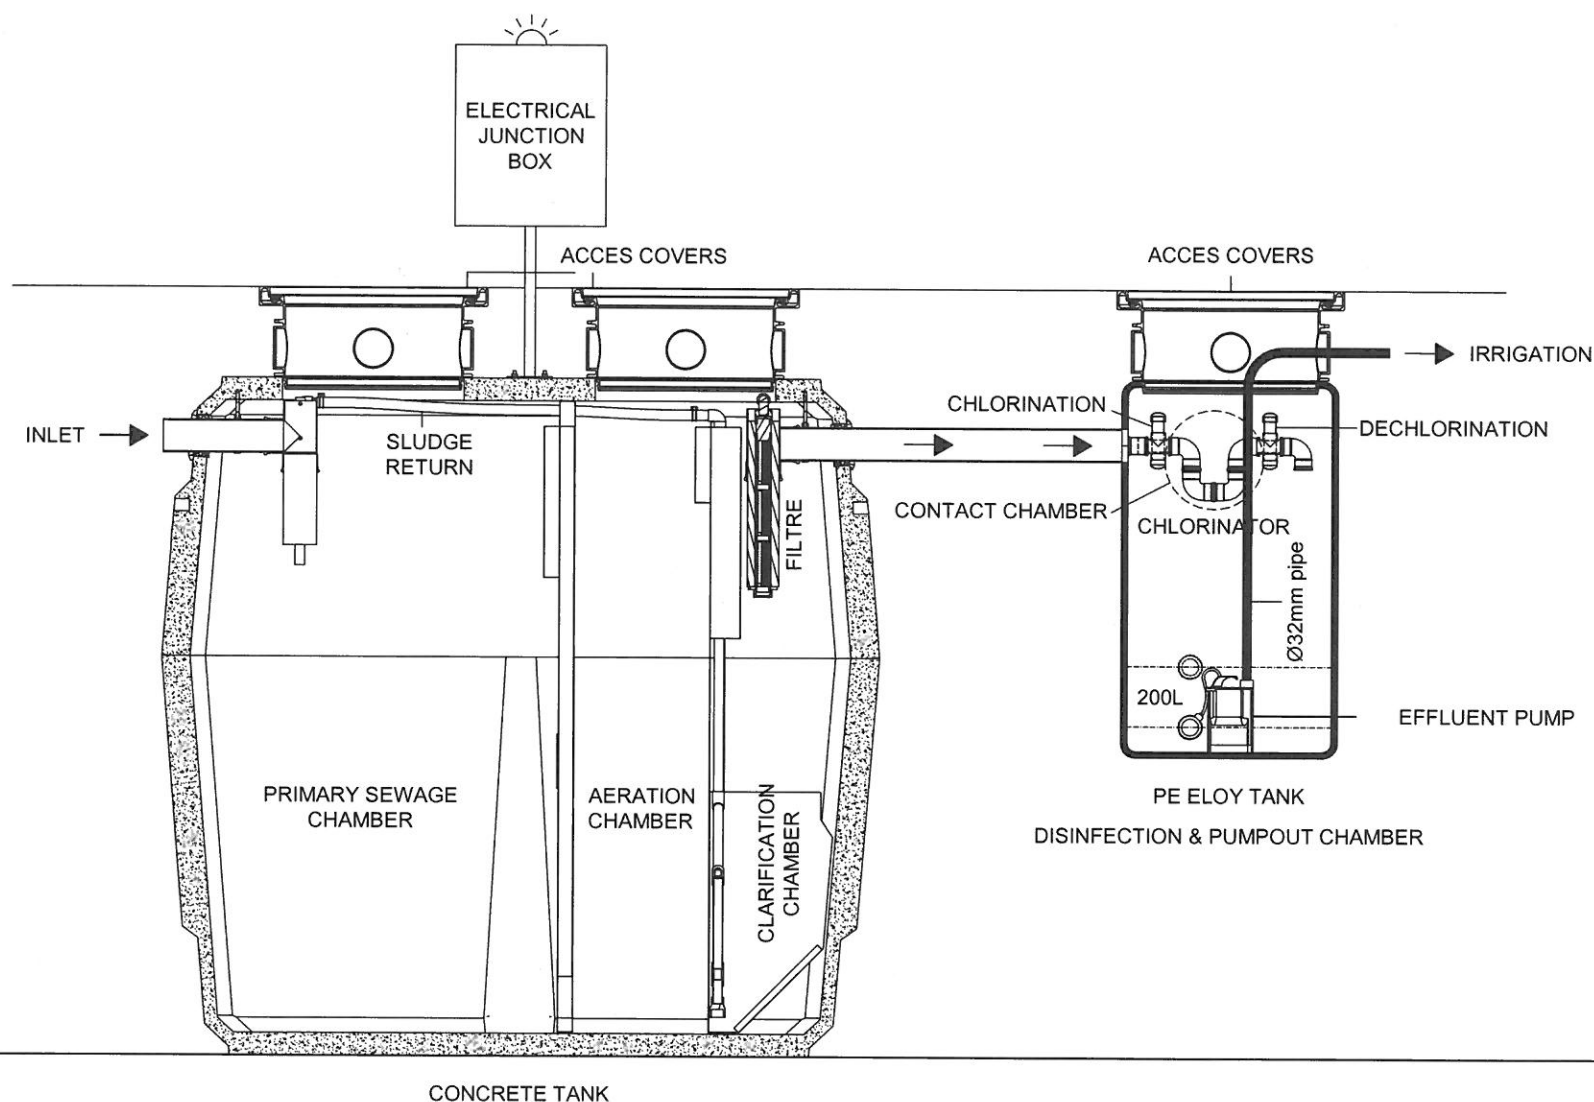 ELECTRICAL
JUNCTION
BOX
ACCES COVERS
ACCES COVERS
IRRIGATION
INLET
SLUDGE
RETURN
CHLORINATION
DECHLORINATION
CONTACT CHAMBER
CHLORINATOR
FILTRE
Ø32mm pipe
200L
EFFLUENT PUMP
PRIMARY SEWAGE
CHAMBER
AERATION
CHAMBER
CLARIFICATION
CHAMBER
PE ELOY TANK
DISINFECTION & PUMPOUT CHAMBER
CONCRETE TANK